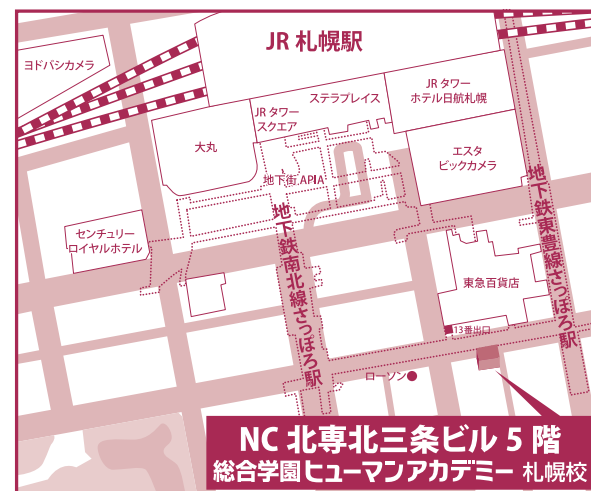 JR 札幌駅
ヨドバシカメラ
ステラプレイス
JR タワー
ホテル日航札幌
JR タワー
スクエア
大丸
エスタ
ビックカメラ
地下街 APIA
センチュリー
ロイヤルホテル
地下鉄南北線さっぽろ駅
地下鉄東豊線さっぽろ駅
東急百貨店
13番出口
ローソン
NC 北専北三条ビル 5 階
総合学園ヒューマンアカデミー 札幌校